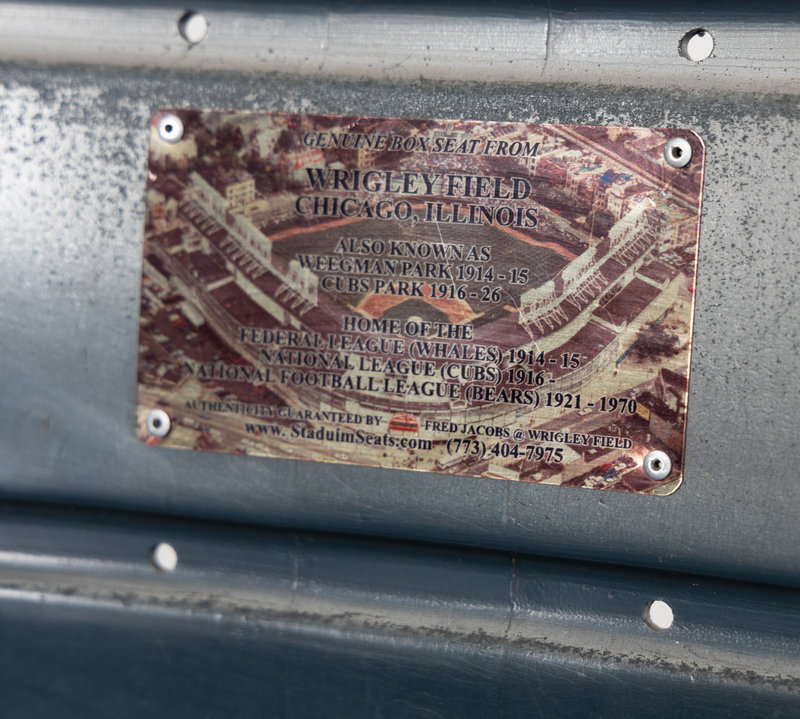 GENUINE BOX SEAT FROM
WRIGLEY FIELD
CHICAGO, ILLINOIS
ALSO KNOWN AS
WEEGMAN PARK 1914 - 15
CUBS PARK 1916 - 26
HOME OF THE
FEDERAL LEAGUE (WHALES) 1914 - 15
NATIONAL LEAGUE (CUBS) 1916 -
NATIONAL FOOTBALL LEAGUE (BEARS) 1921 - 1970
AUTHENTICITY GUARANTEED BY FRED JACOBS @ WRIGLEY FIELD
www. StaduimSeats.com (773) 404-7975